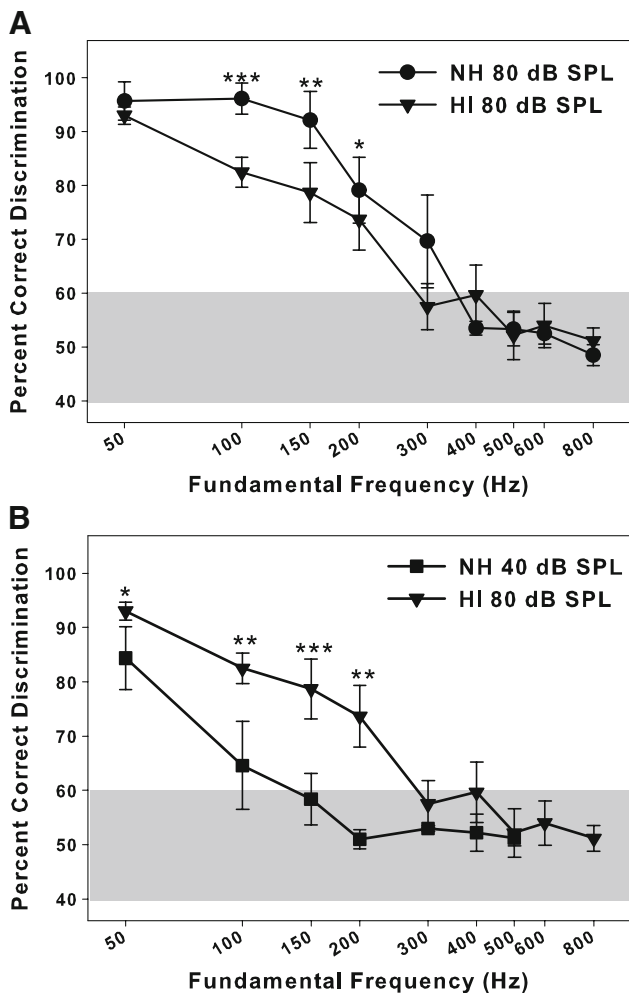 A
Percent Correct Discrimination
100
90
80
70
60
50
40
*** ** *
NH 80 dB SPL
HI 80 dB SPL
50 100 150 200 300 400 500 600 800
Fundamental Frequency (Hz)
B
Percent Correct Discrimination
100
90
80
70
60
50
40
* ** *** **
NH 40 dB SPL
HI 80 dB SPL
50 100 150 200 300 400 500 600 800
Fundamental Frequency (Hz)